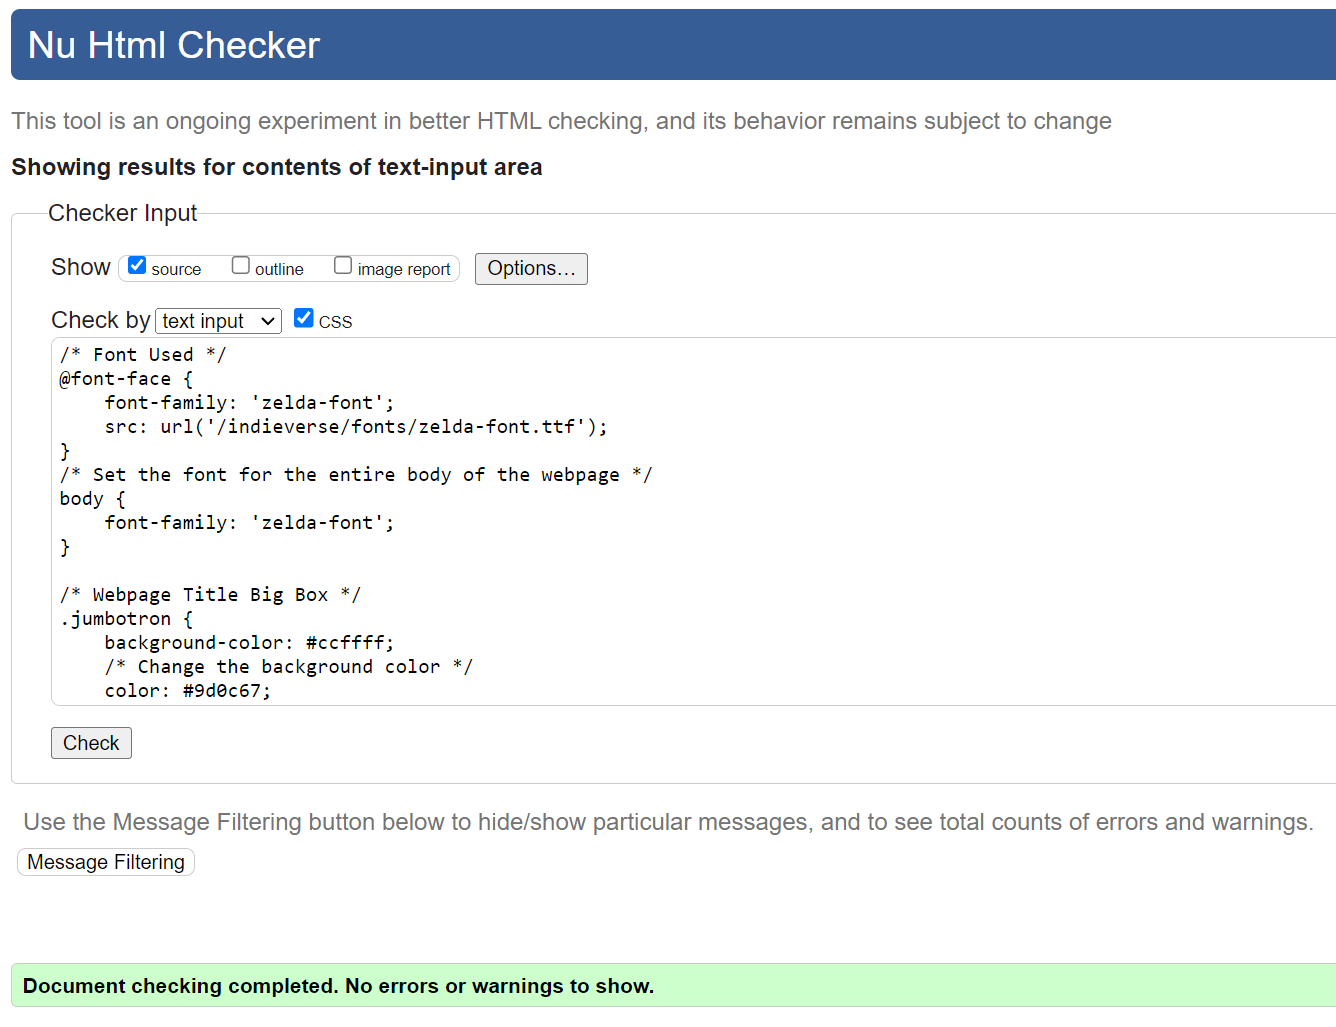 Nu Html Checker
This tool is an ongoing experiment in better HTML checking, and its behavior remains subject to change
Showing results for contents of text-input area
Checker Input
Show source outline image report Options...
Check by text input CSS
/* Font Used */
@font-face {
    font-family: 'zelda-font';
    src: url('/indieverse/fonts/zelda-font.ttf');
}
/* Set the font for the entire body of the webpage */
body {
    font-family: 'zelda-font';
}
/* Webpage Title Big Box */
.jumbotron {
    background-color: #ccffff;
    /* Change the background color */
    color: #9d0c67;
Check
Use the Message Filtering button below to hide/show particular messages, and to see total counts of errors and warnings.
Message Filtering
Document checking completed. No errors or warnings to show.